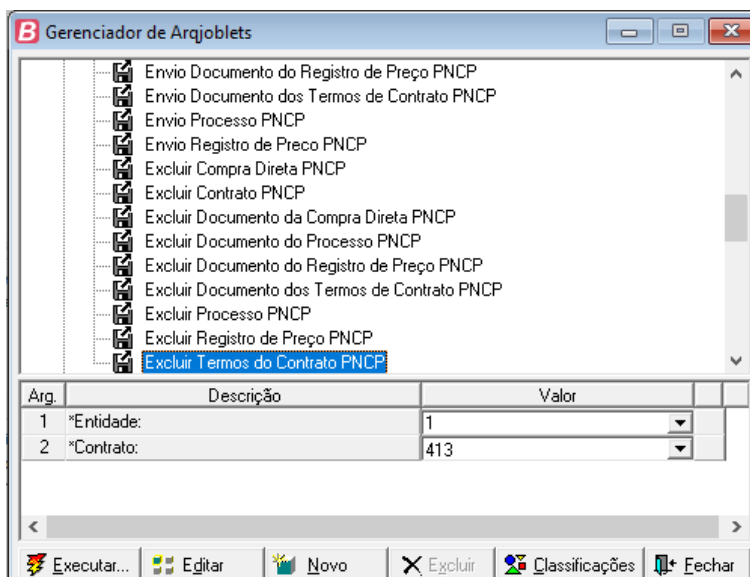 B Gerenciador de Arqjoblets
Envio Documento do Registro de Preço PNCP
Envio Documento dos Termos de Contrato PNCP
Envio Processo PNCP
Envio Registro de Preco PNCP
Excluir Compra Direta PNCP
Excluir Contrato PNCP
Excluir Documento da Compra Direta PNCP
Excluir Documento do Processo PNCP
Excluir Documento do Registro de Preço PNCP
Excluir Documento dos Termos de Contrato PNCP
Excluir Processo PNCP
Excluir Registro de Preço PNCP
Excluir Termos do Contrato PNCP
Arg. Descrição Valor
1 *Entidade: 1
2 *Contrato: 413
Executar... Editar Novo Excluir Classificações Fechar